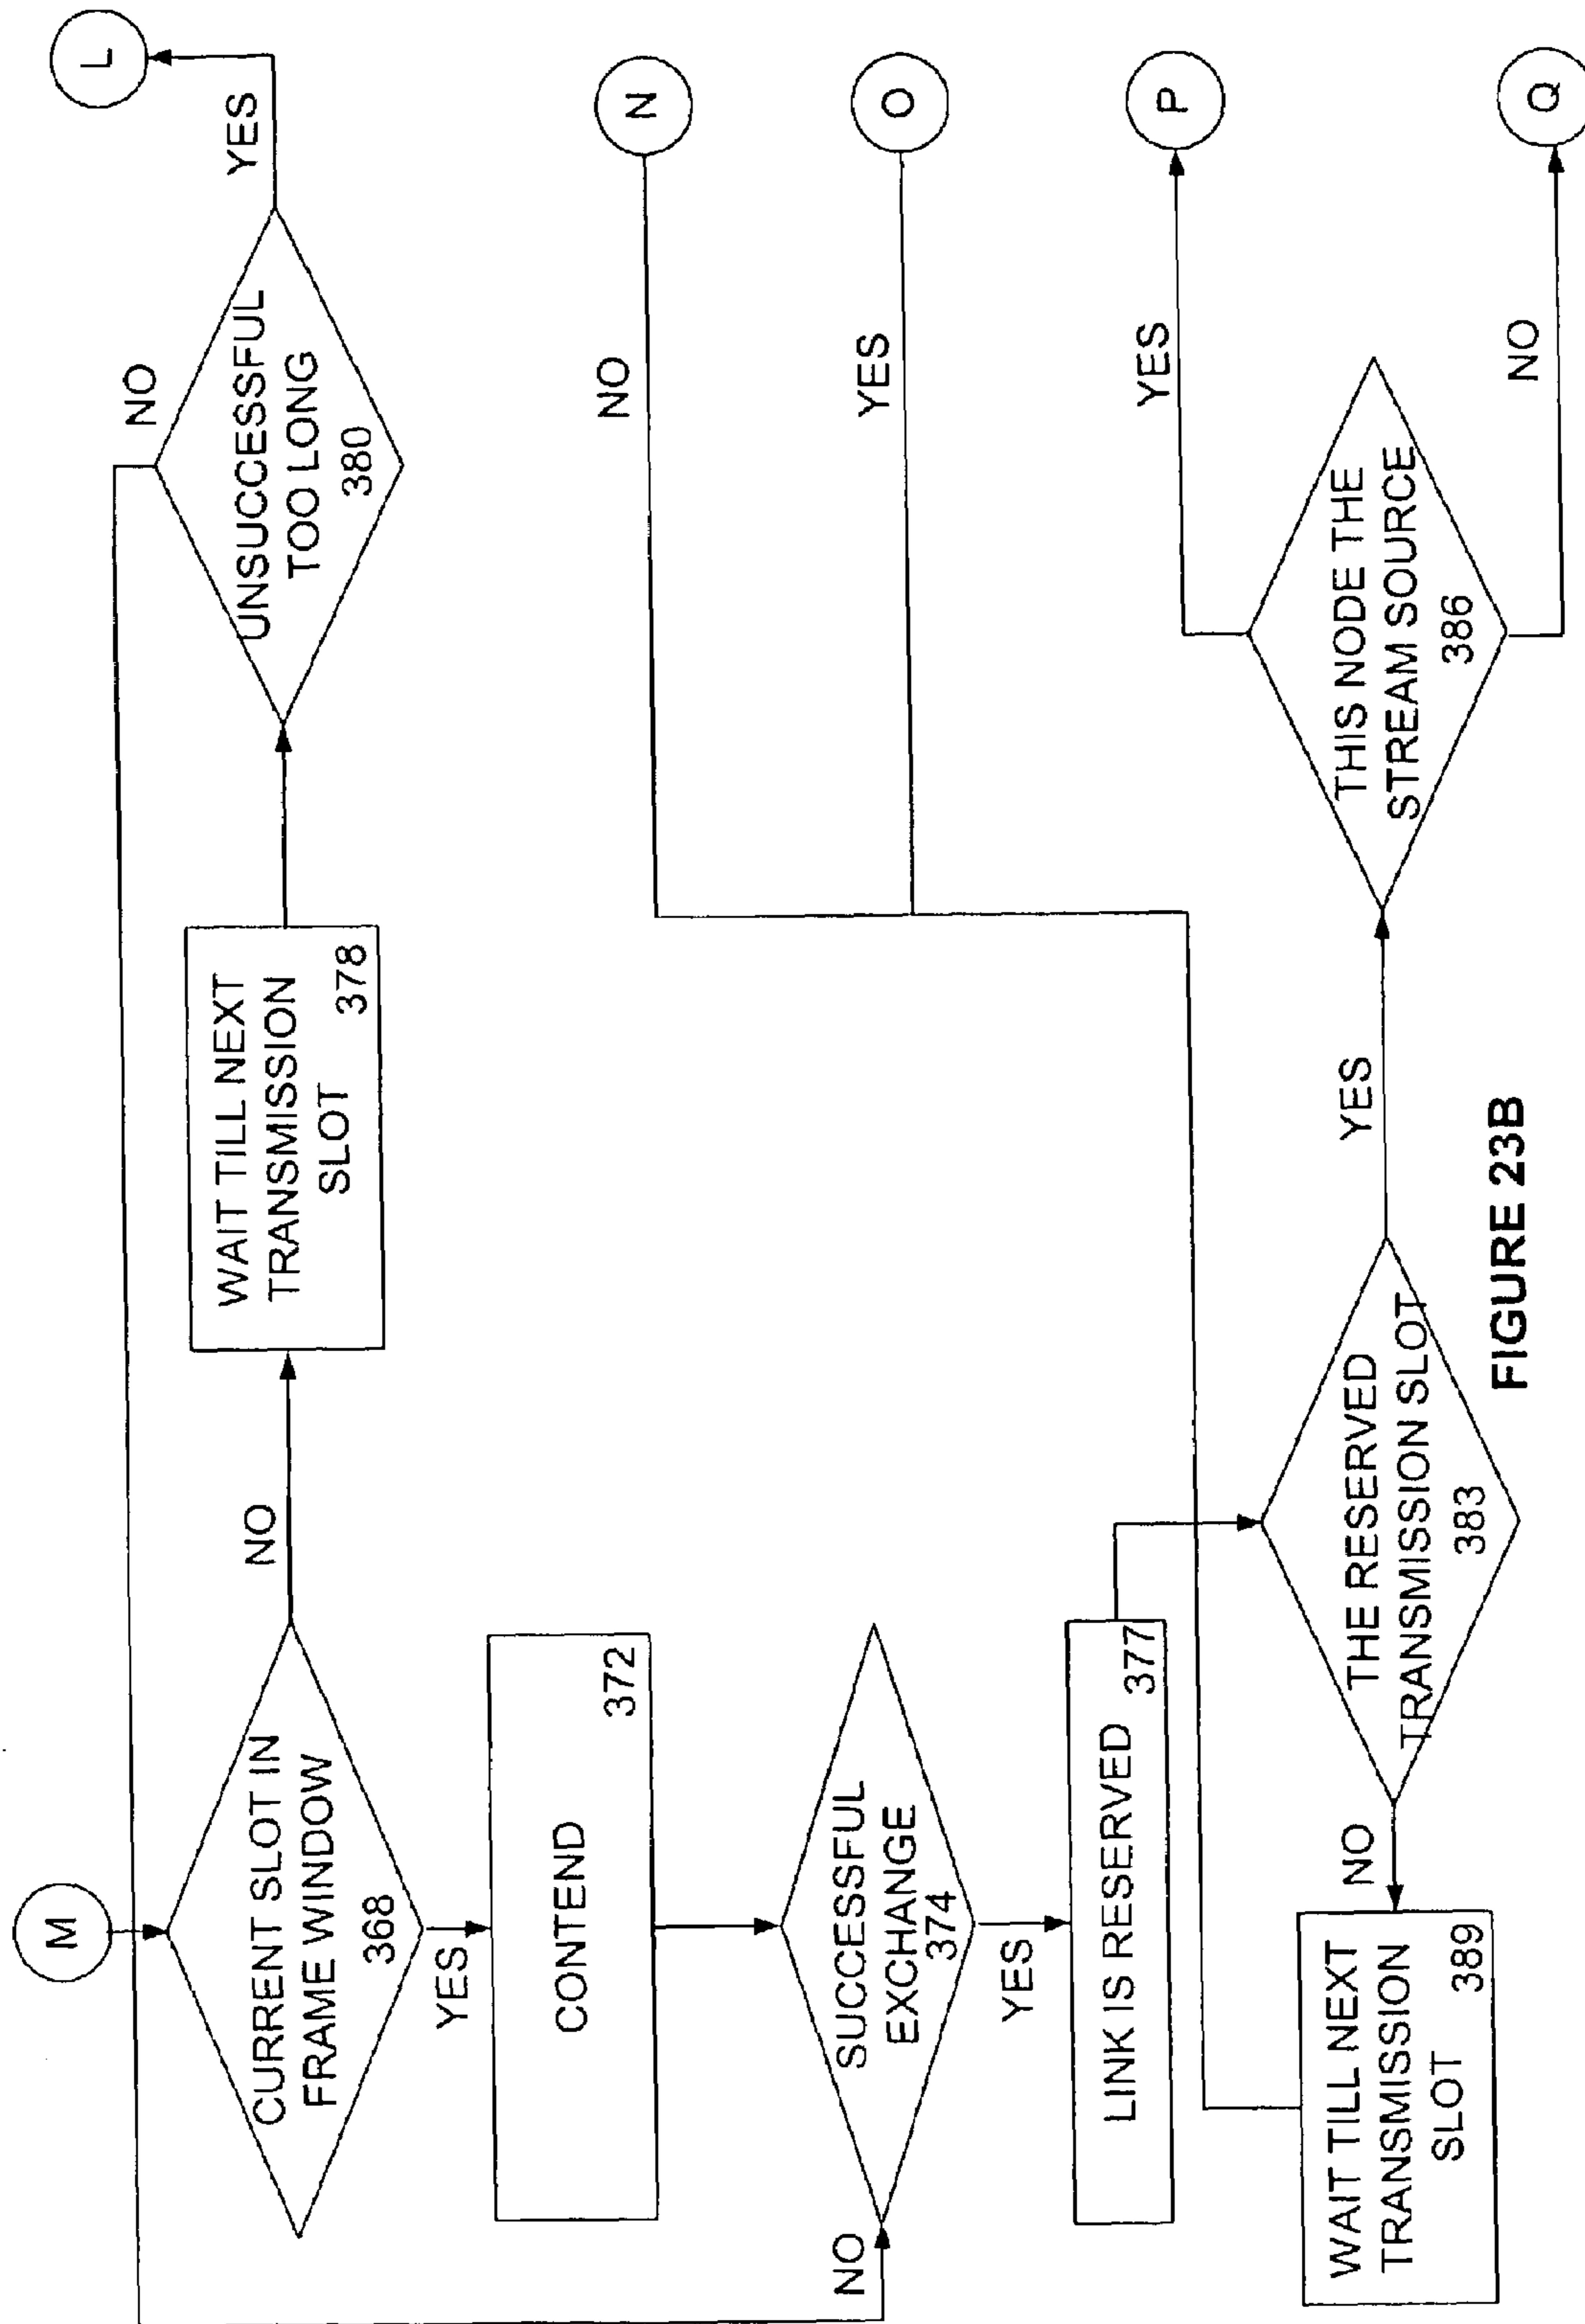 M
L
CURRENT SLOT IN
FRAME WINDOW
368
NO
WAIT TILL NEXT
TRANSMISSION
SLOT 378
UNSUCCESSFUL
TOO LONG
380
NO
YES
YES
CONTEND
372
NO
N
SUCCESSFUL
EXCHANGE
374
NO
YES
YES
O
LINK IS RESERVED
377
THE RESERVED
TRANSMISSION SLOT
383
YES
NO
THIS NODE THE
STREAM SOURCE
386
YES
P
NO
Q
WAIT TILL NEXT
TRANSMISSION
SLOT 389
FIGURE 23B